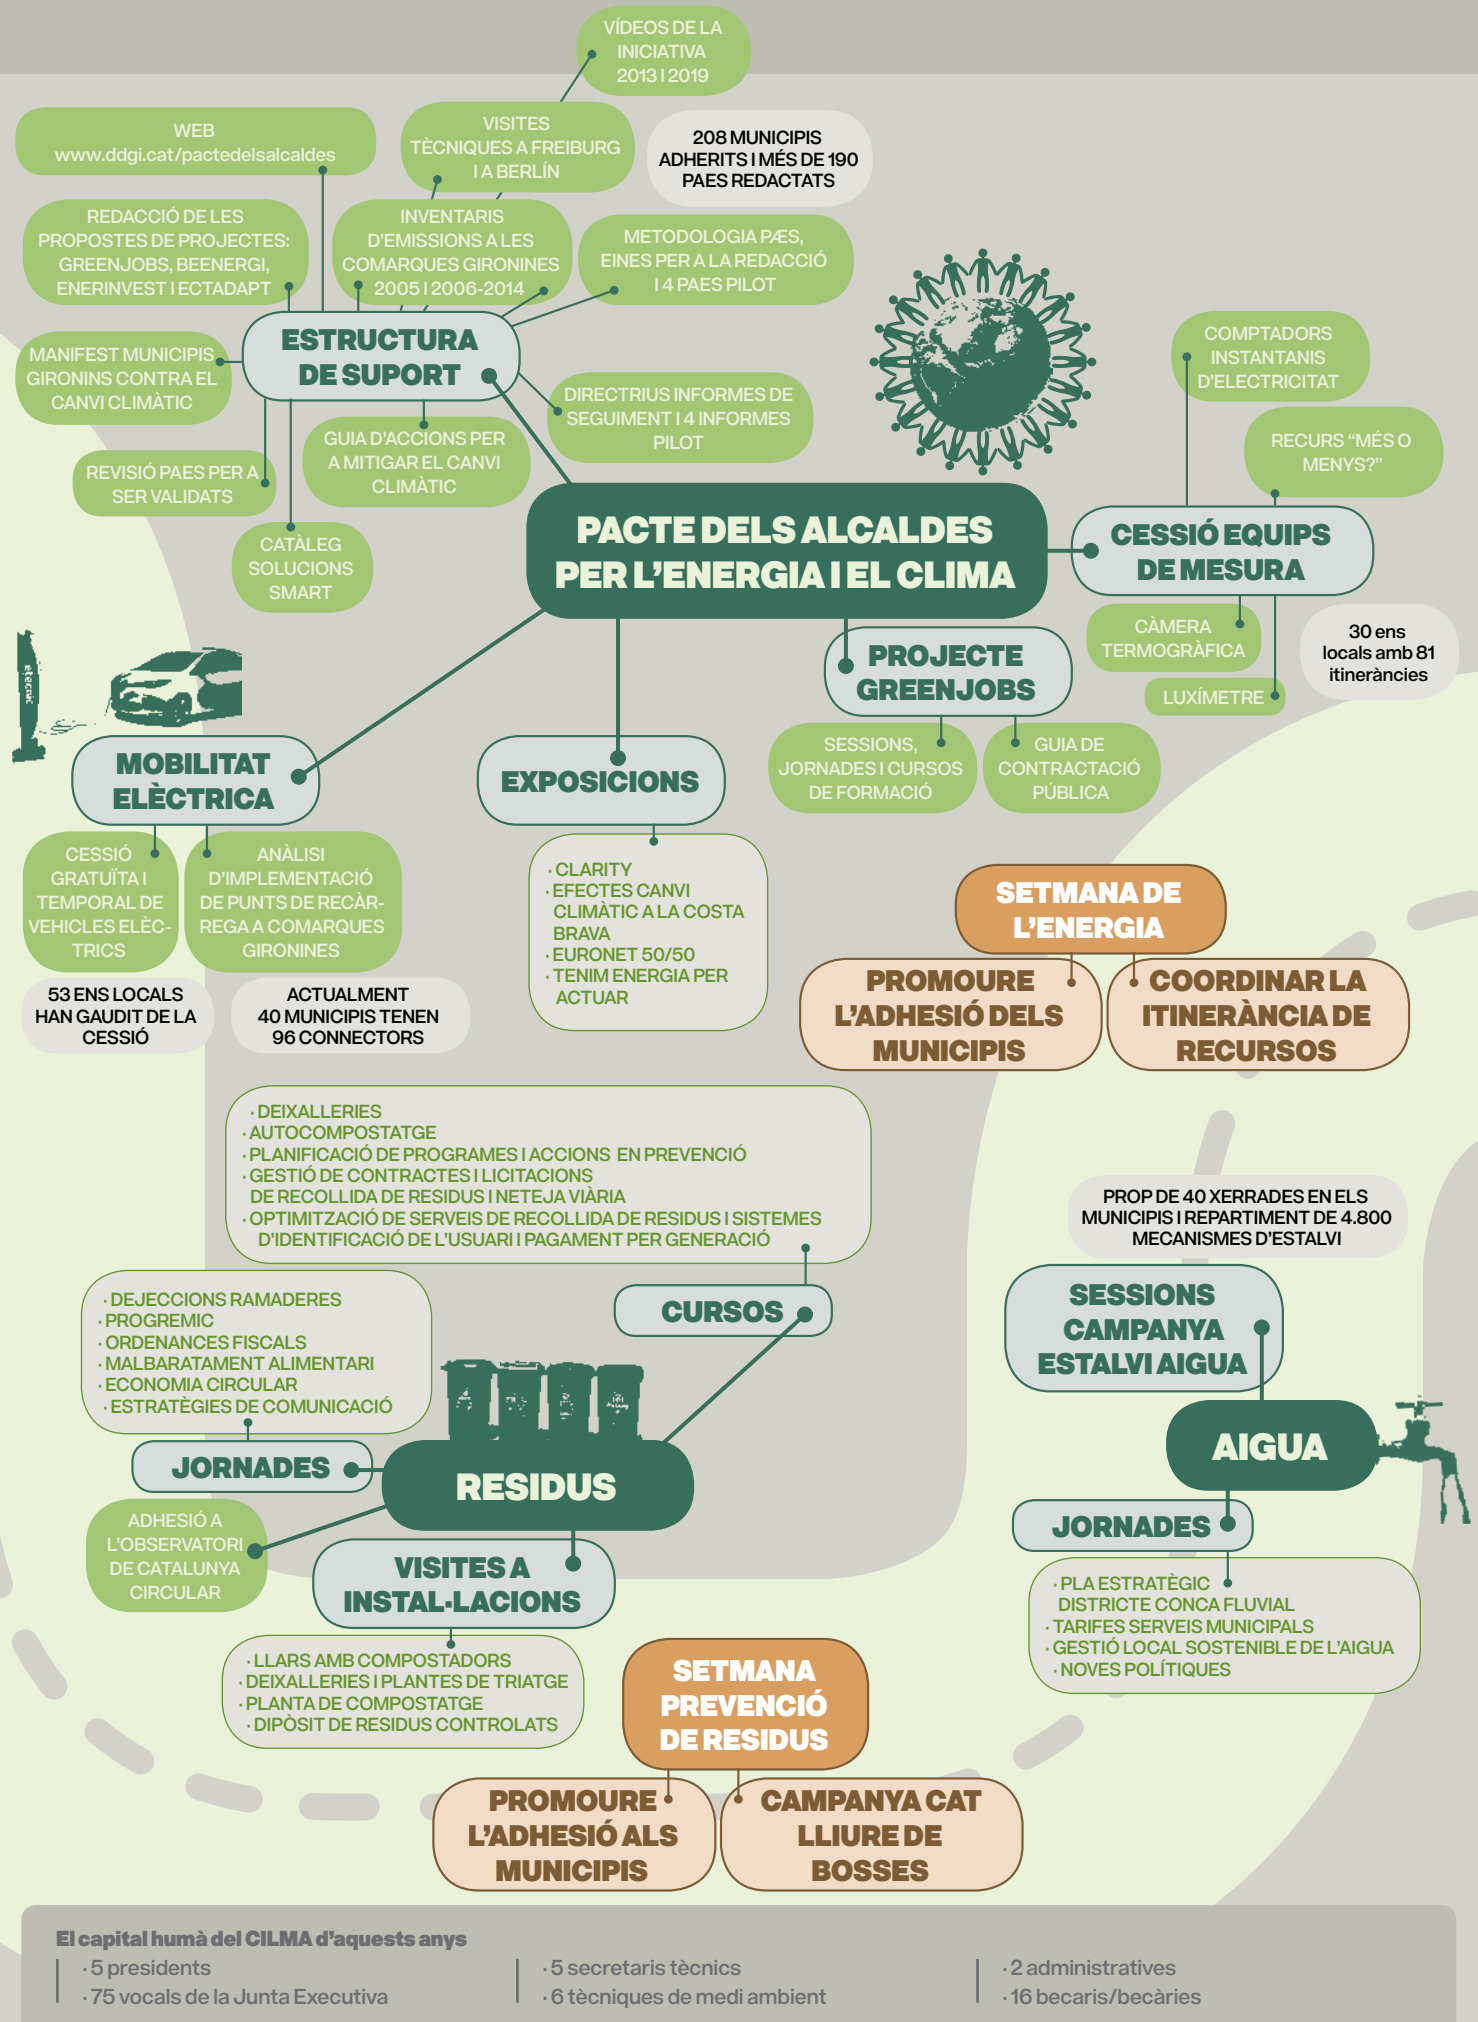 VÍDEOS DE LA
INICIATIVA
2013 I 2019
WEB
www.ddgi.cat/pactedelsalcaldes
VISITES
TÈCNIQUES A FREIBURG
I A BERLÍN
208 MUNICIPIS
ADHERITS I MÉS DE 190
PAES REDACTATS
REDACCIÓ DE LES
PROPOSTES DE PROJECTES:
GREENJOBS, BEENERGI,
ENERINVEST I ECTADAPT
INVENTARIS
D'EMISSIONS A LES
COMARQUES GIRONINES
2005 I 2006-2014
METODOLOGIA PÆS,
EINES PER A LA REDACCIÓ
I 4 PAES PILOT
ESTRUCTURA
DE SUPORT
MANIFEST MUNICIPIS
GIRONINS CONTRA EL
CANVI CLIMÀTIC
DIRECTRIUS INFORMES DE
SEGUIMENT I 4 INFORMES
PILOT
GUIA D'ACCIONS PER
A MITIGAR EL CANVI
CLIMÀTIC
REVISIÓ PAES PER A
SER VALIDATS
CATÀLEG
SOLUCIONS
SMART
COMPTADORS
INSTANTANIS
D'ELECTRICITAT
RECURS “MÉS O
MENYS?”
PACTE DELS ALCALDES
PER L'ENERGIA I EL CLIMA
CESSIÓ EQUIPS
DE MESURA
CÀMERA
TERMOGRÀFICA
LUXÍMETRE
30 ens
locals amb 81
itineràncies
PROJECTE
GREENJOBS
SESSIONS,
JORNADES I CURSOS
DE FORMACIÓ
GUIA DE
CONTRACTACIÓ
PÚBLICA
MOBILITAT
ELÈCTRICA
CESSIÓ
GRATUÏTA I
TEMPORAL DE
VEHICLES ELÈC-
TRICS
ANÀLISI
D'IMPLEMENTACIÓ
DE PUNTS DE RECÀR-
REGA A COMARQUES
GIRONINES
53 ENS LOCALS
HAN GAUDIT DE LA
CESSIÓ
ACTUALMENT
40 MUNICIPIS TENEN
96 CONNECTORS
EXPOSICIONS
· CLARITY
· EFECTES CANVI
CLIMÀTIC A LA COSTA
BRAVA
· EURONET 50/50
· TENIM ENERGIA PER
ACTUAR
SETMANA DE
L'ENERGIA
PROMOURE
L'ADHESIÓ DELS
MUNICIPIS
COORDINAR LA
ITINERÀNCIA DE
RECURSOS
· DEIXALLERIES
· AUTOCOMPOSTATGE
· PLANIFICACIÓ DE PROGRAMES I ACCIONS EN PREVENCIÓ
· GESTIÓ DE CONTRACTES I LICITACIONS
DE RECOLLIDA DE RESIDUS I NETEJA VIÀRIA
· OPTIMITZACIÓ DE SERVEIS DE RECOLLIDA DE RESIDUS I SISTEMES
D'IDENTIFICACIÓ DE L'USUARI I PAGAMENT PER GENERACIÓ
CURSOS
· DEJECCIONS RAMADERES
· PROGREMIC
· ORDENANCES FISCALS
· MALBARATAMENT ALIMENTARI
· ECONOMIA CIRCULAR
· ESTRATÈGIES DE COMUNICACIÓ
JORNADES
RESIDUS
ADHESIÓ A
L'OBSERVATORI
DE CATALUNYA
CIRCULAR
VISITES A
INSTAL·LACIONS
· LLARS AMB COMPOSTADORS
· DEIXALLERIES I PLANTES DE TRIATGE
· PLANTA DE COMPOSTATGE
· DIPÒSIT DE RESIDUS CONTROLATS
PROP DE 40 XERRADES EN ELS
MUNICIPIS I REPARTIMENT DE 4.800
MECANISMES D'ESTALVI
SESSIONS
CAMPANYA
ESTALVI AIGUA
AIGUA
JORNADES
· PLA ESTRATÈGIC
DISTRICTE CONCA FLUVIAL
· TARIFES SERVEIS MUNICIPALS
· GESTIÓ LOCAL SOSTENIBLE DE L'AIGUA
· NOVES POLÍTIQUES
SETMANA
PREVENCIÓ
DE RESIDUS
PROMOURE
L'ADHESIÓ ALS
MUNICIPIS
CAMPANYA CAT
LLIURE DE
BOSSES
El capital humà del CILMA d'aquests anys
· 5 presidents
· 75 vocals de la Junta Executiva
· 5 secretaris tècnics
· 6 tècniques de medi ambient
· 2 administratives
· 16 becaris/becàries